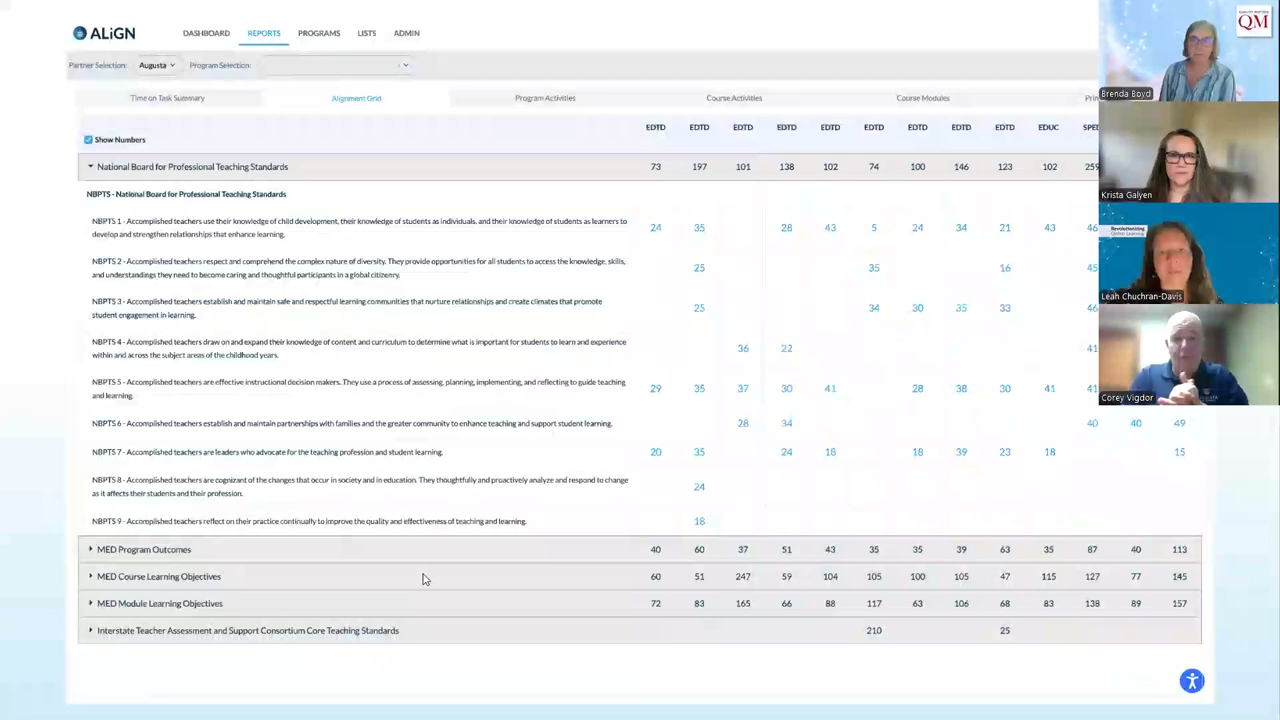 ALiGN
DASHBOARD REPORTS PROGRAMS LISTS ADMIN
QM
Partner Selection: Augusta Program Selection:
Brenda Boyd
Time on Task Summary Alignment Grid Program Activities Course Activities Course Modules
Show Numbers EDTD EDTD EDTD EDTD EDTD EDTD EDTD EDTD EDTD EDUC
National Board for Professional Teaching Standards 73 197 101 138 102 74 100 146 123 102 259
Krista Galyen
NBPTS - National Board for Professional Teaching Standards
NBPTS 1 - Accomplished teachers use their knowledge of child development, their knowledge of students as individuals, and their knowledge of students as learners to
develop and strengthen relationships that enhance learning.
24 35 28 43 5 24 34 21 43 46
Revolutionizing
Global Learning
NBPTS 2 - Accomplished teachers respect and comprehend the complex nature of diversity. They provide opportunities for all students to access the knowledge, skills,
and understandings they need to become caring and thoughtful participants in a global citizenry.
25 35 16 45
Leah Chuchran-Davis
NBPTS 3 - Accomplished teachers establish and maintain safe and respectful learning communities that nurture relationships and create climates that promote
student engagement in learning.
25 34 30 35 33 46
NBPTS 4 - Accomplished teachers draw on and expand their knowledge of content and curriculum to determine what is important for students to learn and experience
within and across the subject areas of the childhood years.
36 22 41
NBPTS 5 - Accomplished teachers are effective instructional decision makers. They use a process of assessing, planning, implementing, and reflecting to guide teaching
and learning.
29 35 37 30 41 28 38 30 41 41
Corey Vigdor
NBPTS 6 - Accomplished teachers establish and maintain partnerships with families and the greater community to enhance teaching and support student learning.
28 34 40 40 49
NBPTS 7 - Accomplished teachers are leaders who advocate for the teaching profession and student learning.
20 35 24 18 18 39 23 18 15
NBPTS 8 - Accomplished teachers are cognizant of the changes that occur in society and in education. They thoughtfully and proactively analyze and respond to change
as it affects their students and their profession.
24
NBPTS 9 - Accomplished teachers reflect on their practice continually to improve the quality and effectiveness of teaching and learning.
18
MED Program Outcomes 40 60 37 51 43 35 35 39 63 35 87 40 113
MED Course Learning Objectives 60 51 247 59 104 105 100 105 47 115 127 77 145
MED Module Learning Objectives 72 83 165 66 88 117 63 106 68 83 138 89 157
Interstate Teacher Assessment and Support Consortium Core Teaching Standards 210 25